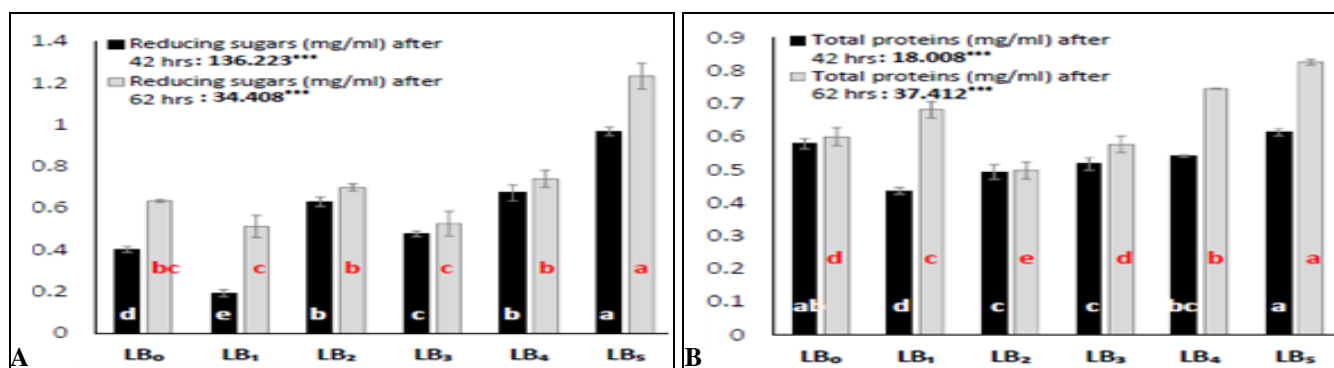 1.4
1.2
1
0.8
0.6
0.4
0.2
0
Reducing sugars (mg/ml) after
42 hrs: 136.223***
Reducing sugars (mg/ml) after
62 hrs : 34.408***
bc c b c b a
d e b c b a
LB₀ LB₁ LB₂ LB₃ LB₄ LB₅
A
0.9
0.8
0.7
0.6
0.5
0.4
0.3
0.2
0.1
0
Total proteins (mg/ml) after
42 hrs: 18.008***
Total proteins (mg/ml) after
62 hrs : 37.412***
d c e d b a
ab d c c bc a
LB₀ LB₁ LB₂ LB₃ LB₄ LB₅
B